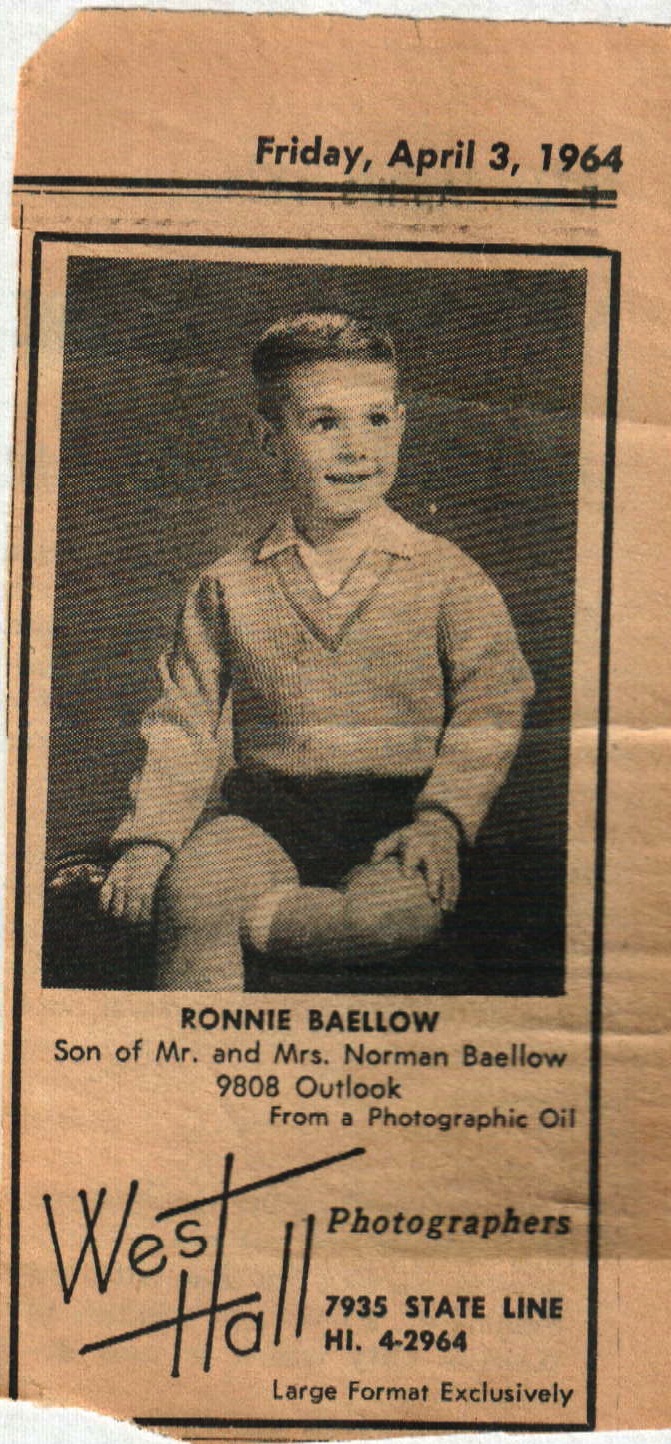 Friday, April 3, 1964
RONNIE BAELLOW
Son of Mr. and Mrs. Norman Baellow
9808 Outlook
From a Photographic Oil
West Hall
Photographers
7935 STATE LINE
HI. 4-2964
Large Format Exclusively